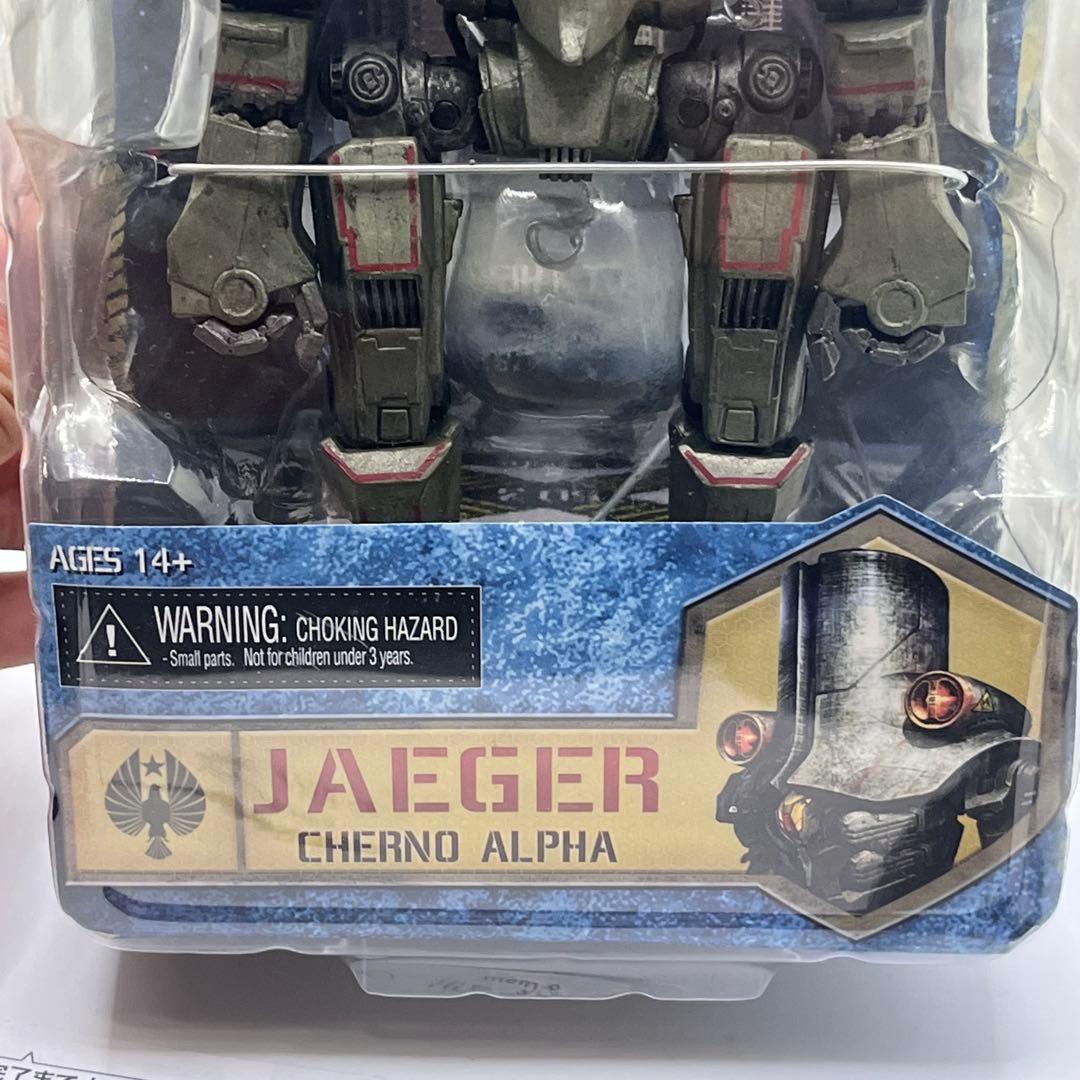 AGES 14+
WARNING: CHOKING HAZARD
- Small parts. Not for children under 3 years.
JAEGER
CHERNO ALPHA